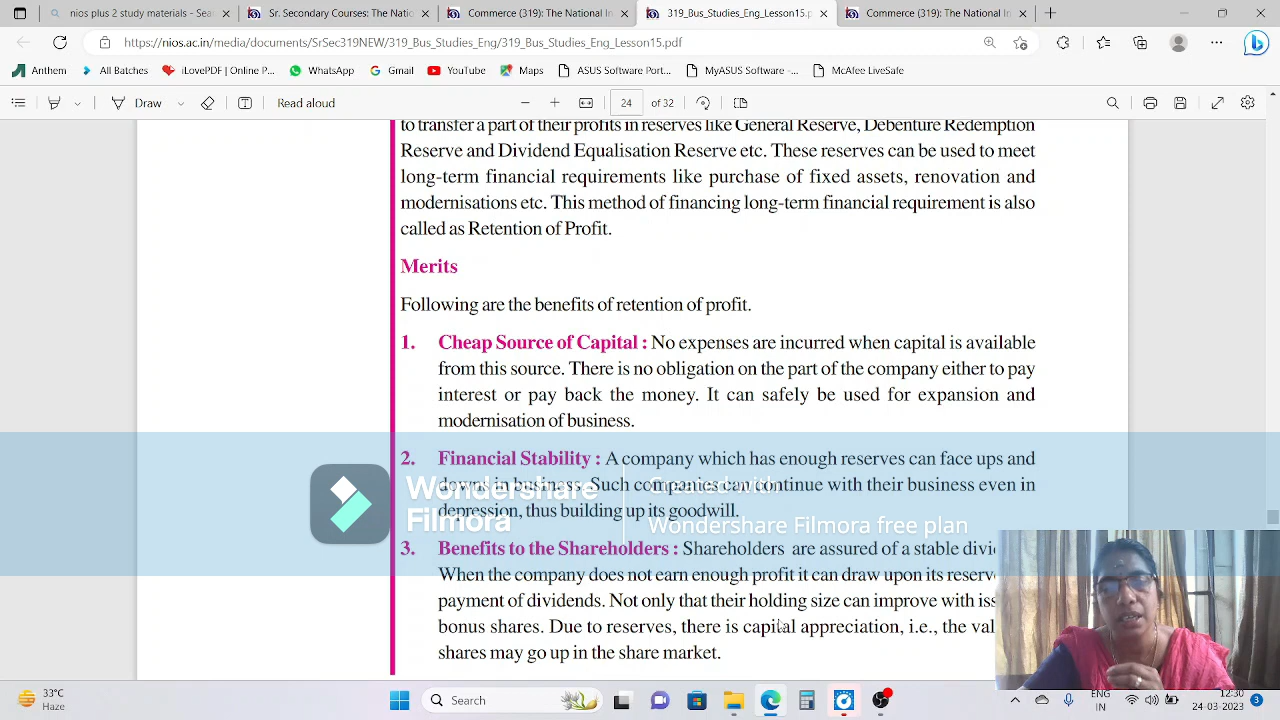 nios plus 2 study materials - Sea
Sr. Secondary Courses: The Nat
Commerce (319): The National In
319_Bus_Studies_Eng_Lesson15.p
Commerce (319): The National In
https://nios.ac.in/media/documents/SrSec319NEW/319_Bus_Studies_Eng/319_Bus_Studies_Eng_Lesson15.pdf
Anthem
All Batches
iLovePDF | Online P...
WhatsApp
Gmail
YouTube
Maps
ASUS Software Port...
MyASUS Software -...
McAfee LiveSafe
Draw
Read aloud
24
of 32
to transfer a part of their profits in reserves like General Reserve, Debenture Redemption
Reserve and Dividend Equalisation Reserve etc. These reserves can be used to meet
long-term financial requirements like purchase of fixed assets, renovation and
modernisations etc. This method of financing long-term financial requirement is also
called as Retention of Profit.
Merits
Following are the benefits of retention of profit.
1. Cheap Source of Capital : No expenses are incurred when capital is available
from this source. There is no obligation on the part of the company either to pay
interest or pay back the money. It can safely be used for expansion and
modernisation of business.
2. Financial Stability : A company which has enough reserves can face ups and
downs in business. Such companies can continue with their business even in
depression, thus building up its goodwill.
Wondershare
Filmora
Created with
Wondershare Filmora free plan
3. Benefits to the Shareholders : Shareholders are assured of a stable divi
When the company does not earn enough profit it can draw upon its reserv
payment of dividends. Not only that their holding size can improve with iss
bonus shares. Due to reserves, there is capital appreciation, i.e., the val
shares may go up in the share market.
33°C
Haze
Search
ENG
IN
12:30
24-03-2023
3